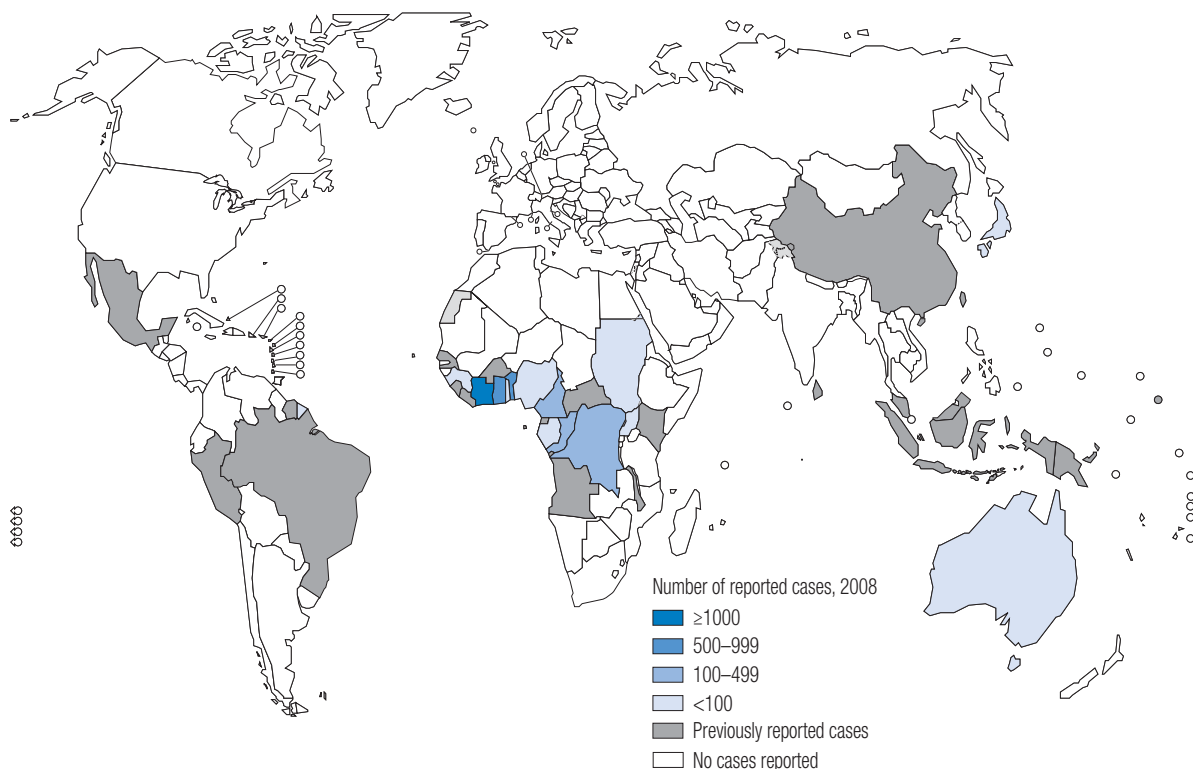 Number of reported cases, 2008
≥1000
500–999
100–499
<100
Previously reported cases
No cases reported